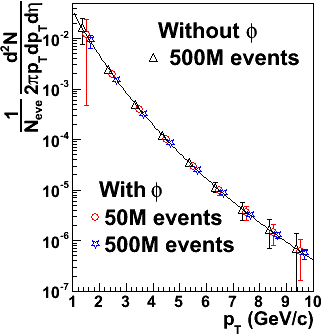 Without ϕ
500M events
With ϕ
50M events
500M events
1/N_eve d²N/2πp_T dp_T dη
10⁻²
10⁻³
10⁻⁴
10⁻⁵
10⁻⁶
10⁻⁷
1 2 3 4 5 6 7 8 9 10
p_T (GeV/c)